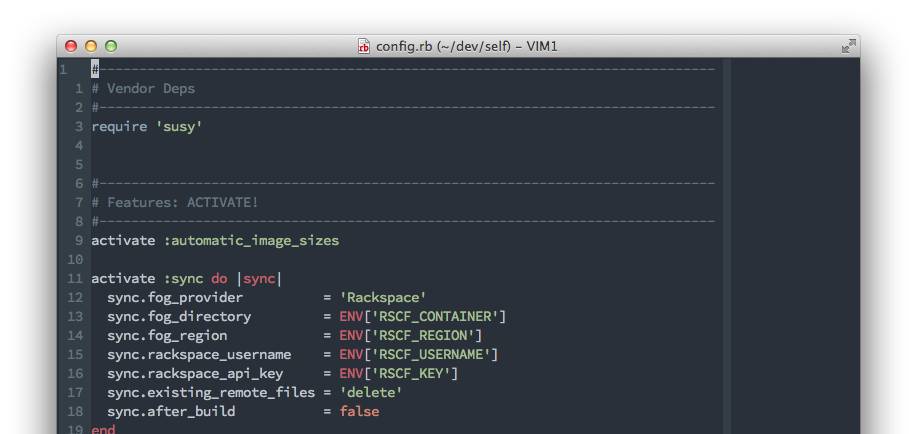 config.rb (~/dev/self) – VIM1
1 #-----------------------------------------------------------------------------
1 # Vendor Deps
2 #-----------------------------------------------------------------------------
3 require 'susy'
4
5
6 #-----------------------------------------------------------------------------
7 # Features: ACTIVATE!
8 #-----------------------------------------------------------------------------
9 activate :automatic_image_sizes
10
11 activate :sync do |sync|
12   sync.fog_provider          = 'Rackspace'
13   sync.fog_directory         = ENV['RSCF_CONTAINER']
14   sync.fog_region            = ENV['RSCF_REGION']
15   sync.rackspace_username    = ENV['RSCF_USERNAME']
16   sync.rackspace_api_key     = ENV['RSCF_KEY']
17   sync.existing_remote_files = 'delete'
18   sync.after_build           = false
19 end